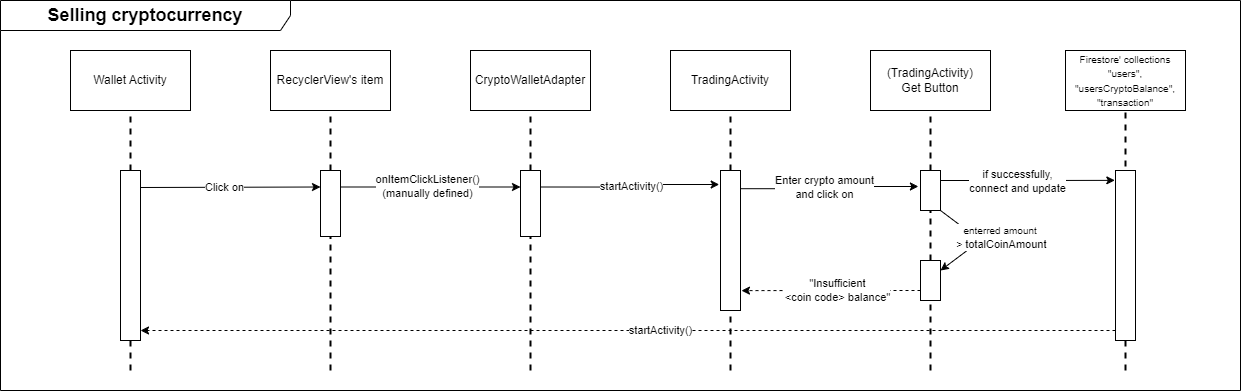 Selling cryptocurrency
Wallet Activity
RecyclerView's item
CryptoWalletAdapter
TradingActivity
(TradingActivity)
Get Button
Firestore' collections
"users",
"usersCryptoBalance",
"transaction"
Click on
onItemClickListener()
(manually defined)
startActivity()
Enter crypto amount
and click on
if successfully,
connect and update
enterred amount
> totalCoinAmount
"Insufficient
<coin code> balance"
startActivity()